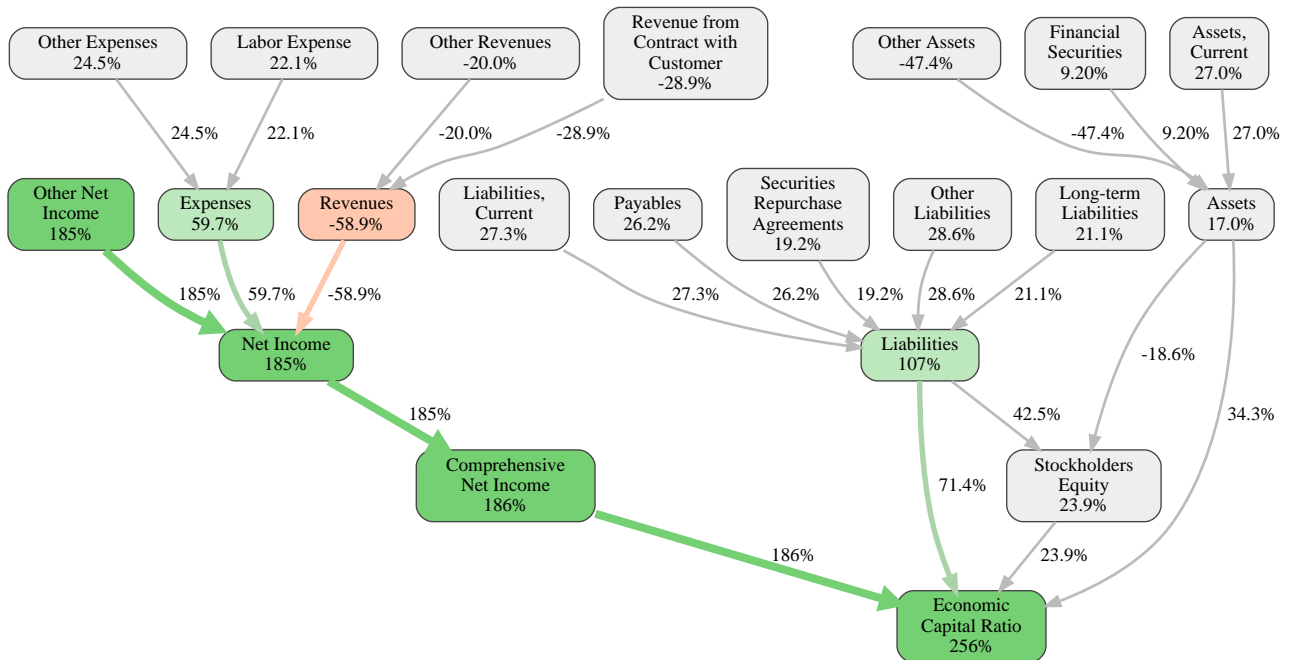 Other Expenses
24.5%
Labor Expense
22.1%
Other Revenues
-20.0%
Revenue from
Contract with
Customer
-28.9%
Other Assets
-47.4%
Financial
Securities
9.20%
Assets,
Current
27.0%
24.5%
22.1%
-20.0%
-28.9%
-47.4%
9.20%
27.0%
Other Net
Income
185%
Expenses
59.7%
Revenues
-58.9%
Liabilities,
Current
27.3%
Payables
26.2%
Securities
Repurchase
Agreements
19.2%
Other
Liabilities
28.6%
Long-term
Liabilities
21.1%
Assets
17.0%
185%
59.7%
-58.9%
27.3%
26.2%
19.2%
28.6%
21.1%
Net Income
185%
Liabilities
107%
-18.6%
185%
42.5%
34.3%
Comprehensive
Net Income
186%
Stockholders
Equity
23.9%
71.4%
186%
23.9%
Economic
Capital Ratio
256%